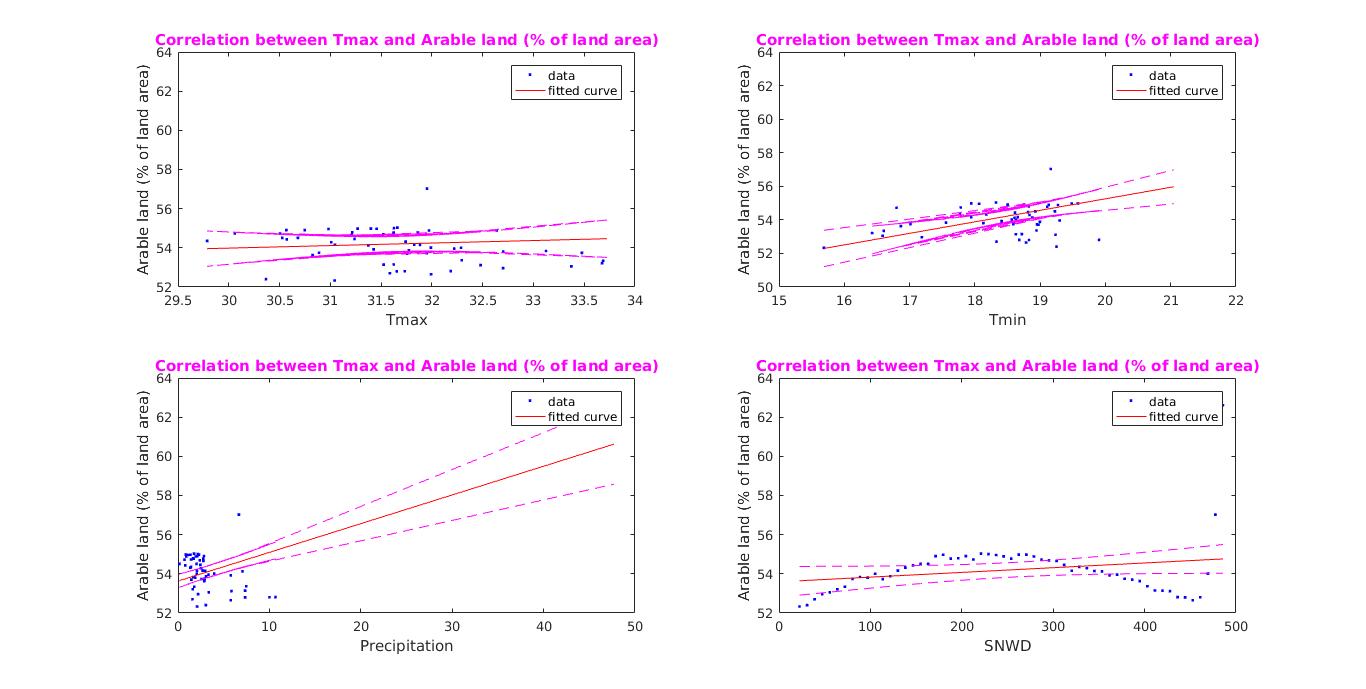 Correlation between Tmax and Arable land (% of land area)
64
62
60
58
56
54
52
Arable land (% of land area)
data
fitted curve
29.5 30 30.5 31 31.5 32 32.5 33 33.5 34
Tmax
Correlation between Tmax and Arable land (% of land area)
64
62
60
58
56
54
52
50
Arable land (% of land area)
data
fitted curve
15 16 17 18 19 20 21 22
Tmin
Correlation between Tmax and Arable land (% of land area)
64
62
60
58
56
54
52
Arable land (% of land area)
data
fitted curve
0 10 20 30 40 50
Precipitation
Correlation between Tmax and Arable land (% of land area)
64
62
60
58
56
54
52
Arable land (% of land area)
data
fitted curve
0 100 200 300 400 500
SNWD